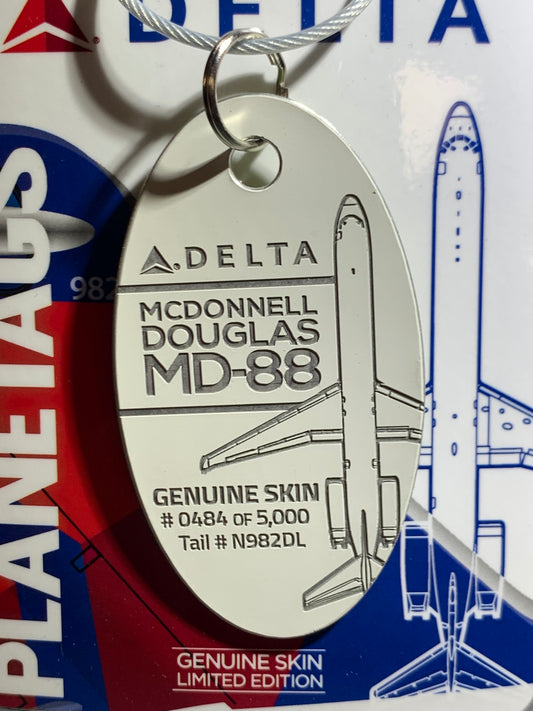 DELTA
PLANETAGS
982
DELTA
MCDONNELL
DOUGLAS
MD-88
GENUINE SKIN
# 0484 OF 5,000
Tail # N982DL
GENUINE SKIN
LIMITED EDITION